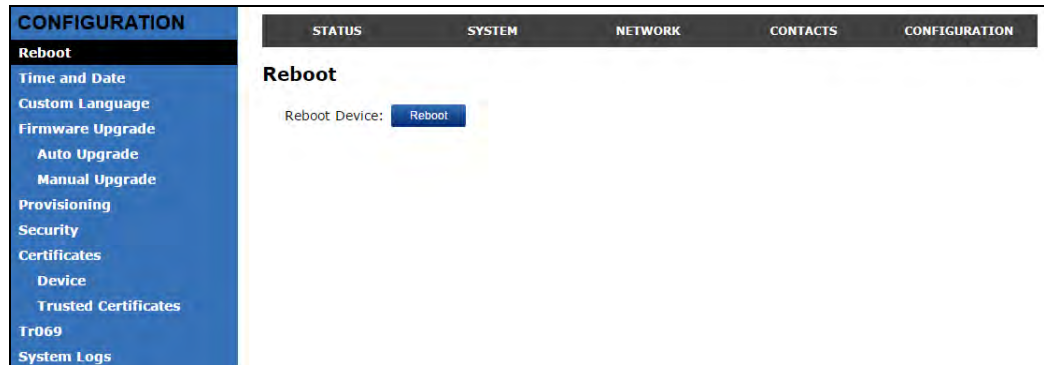 CONFIGURATION
Reboot
Time and Date
Custom Language
Firmware Upgrade
Auto Upgrade
Manual Upgrade
Provisioning
Security
Certificates
Device
Trusted Certificates
Tr069
System Logs
STATUS SYSTEM NETWORK CONTACTS CONFIGURATION
Reboot
Reboot Device: Reboot